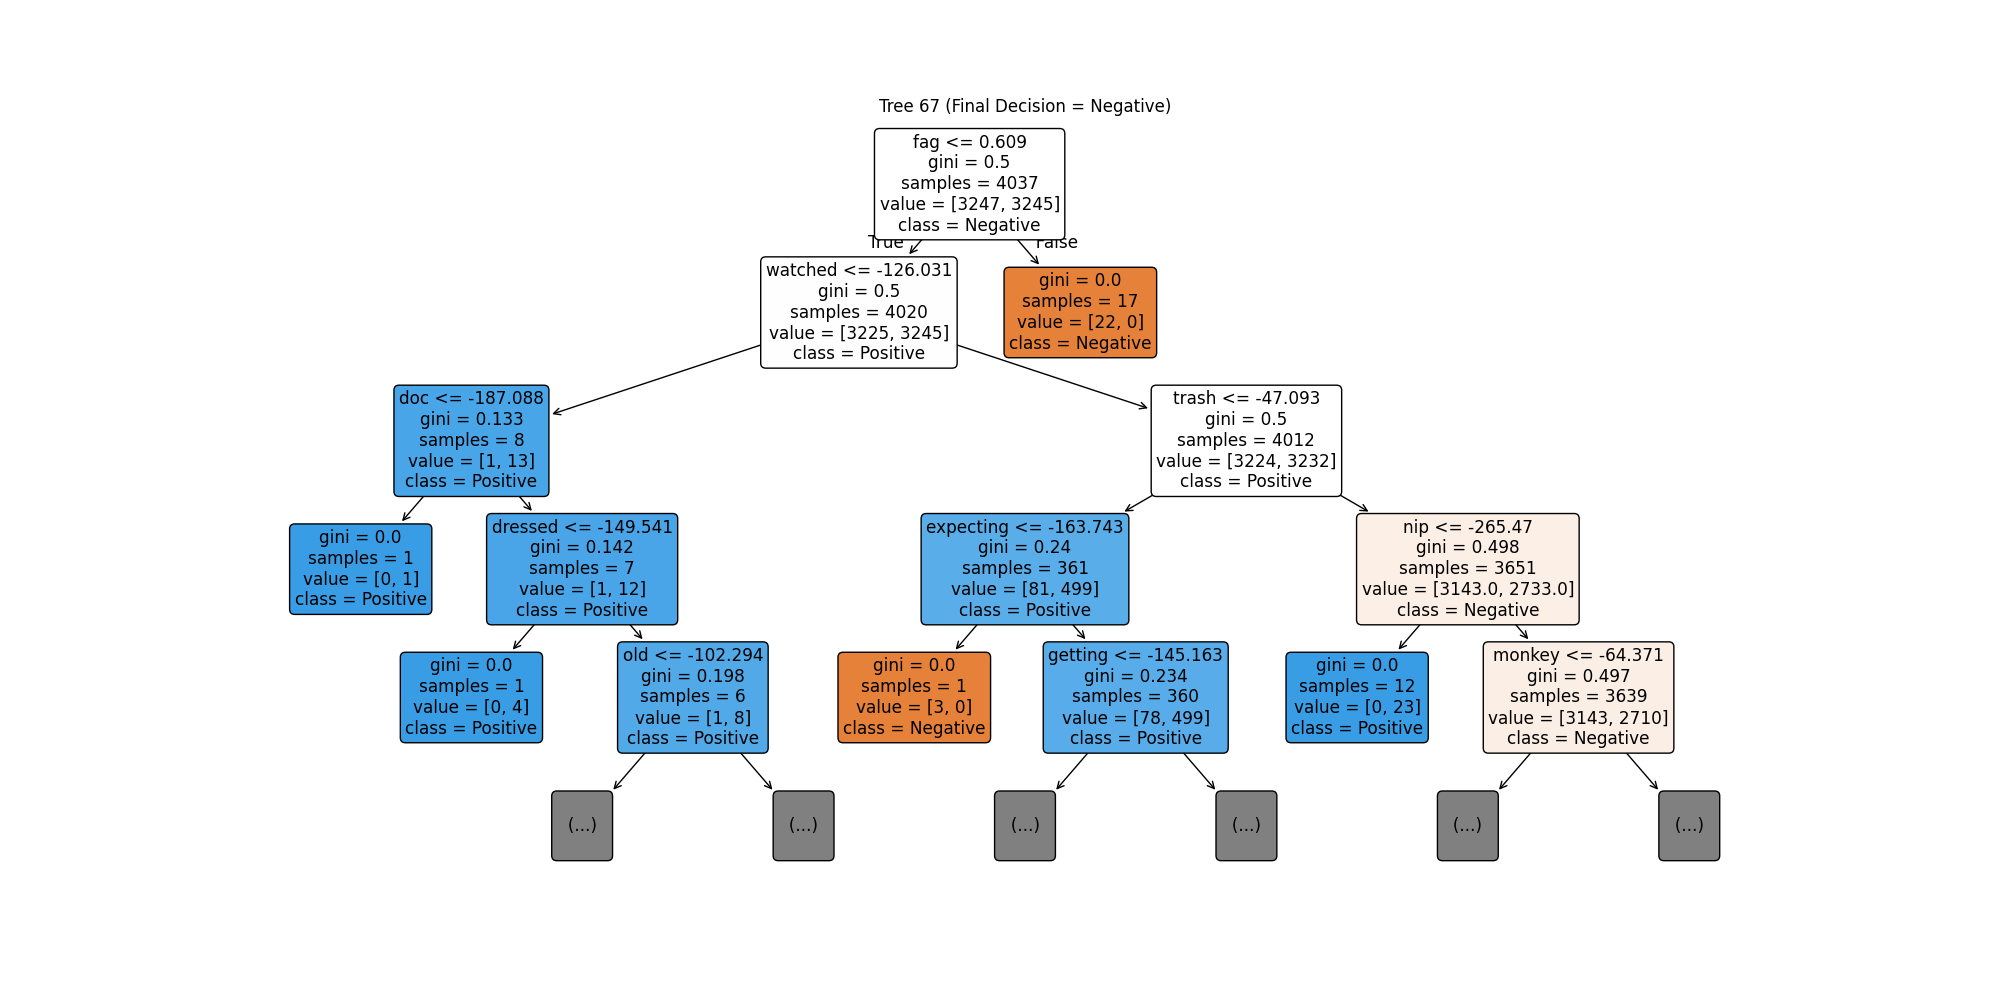 Tree 67 (Final Decision = Negative)
fag <= 0.609
gini = 0.5
samples = 4037
value = [3247, 3245]
class = Negative
True
False
watched <= -126.031
gini = 0.5
samples = 4020
value = [3225, 3245]
class = Positive
gini = 0.0
samples = 17
value = [22, 0]
class = Negative
doc <= -187.088
gini = 0.133
samples = 8
value = [1, 13]
class = Positive
trash <= -47.093
gini = 0.5
samples = 4012
value = [3224, 3232]
class = Positive
gini = 0.0
samples = 1
value = [0, 1]
class = Positive
dressed <= -149.541
gini = 0.142
samples = 7
value = [1, 12]
class = Positive
expecting <= -163.743
gini = 0.24
samples = 361
value = [81, 499]
class = Positive
nip <= -265.47
gini = 0.498
samples = 3651
value = [3143.0, 2733.0]
class = Negative
gini = 0.0
samples = 1
value = [0, 4]
class = Positive
old <= -102.294
gini = 0.198
samples = 6
value = [1, 8]
class = Positive
gini = 0.0
samples = 1
value = [3, 0]
class = Negative
getting <= -145.163
gini = 0.234
samples = 360
value = [78, 499]
class = Positive
gini = 0.0
samples = 12
value = [0, 23]
class = Positive
monkey <= -64.371
gini = 0.497
samples = 3639
value = [3143, 2710]
class = Negative
(...)
(...)
(...)
(...)
(...)
(...)